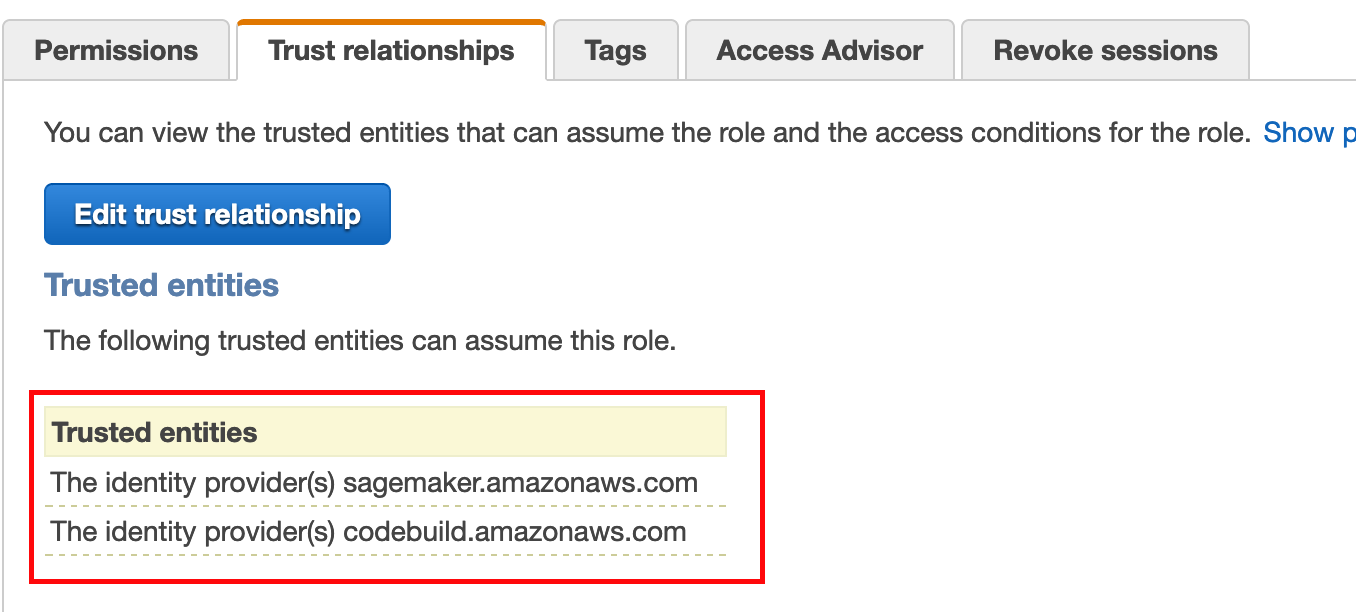 Permissions Trust relationships Tags Access Advisor Revoke sessions
You can view the trusted entities that can assume the role and the access conditions for the role. Show p
Edit trust relationship
Trusted entities
The following trusted entities can assume this role.
Trusted entities
The identity provider(s) sagemaker.amazonaws.com
The identity provider(s) codebuild.amazonaws.com